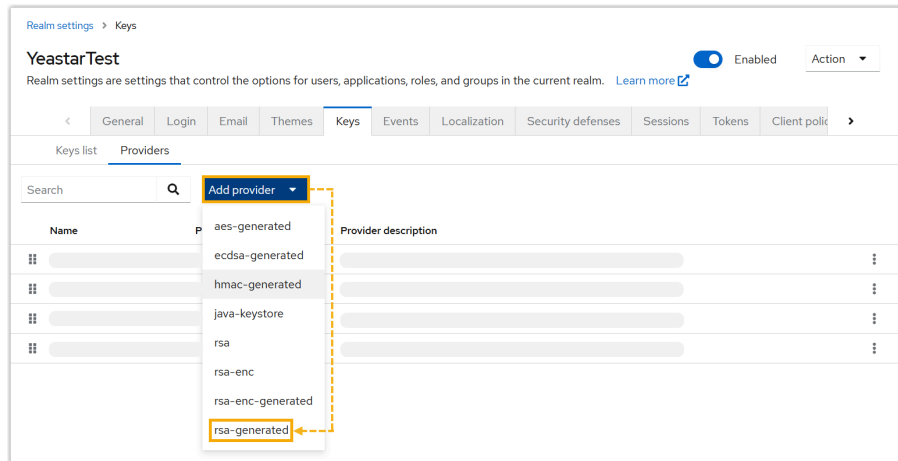 Realm settings > Keys
YeastarTest
Enabled
Action
Realm settings are settings that control the options for users, applications, roles, and groups in the current realm. Learn more
General Login Email Themes Keys Events Localization Security defenses Sessions Tokens Client polic
Keys list Providers
Search
Add provider
Name P Provider description
aes-generated
ecdsa-generated
hmac-generated
java-keystore
rsa
rsa-enc
rsa-enc-generated
rsa-generated